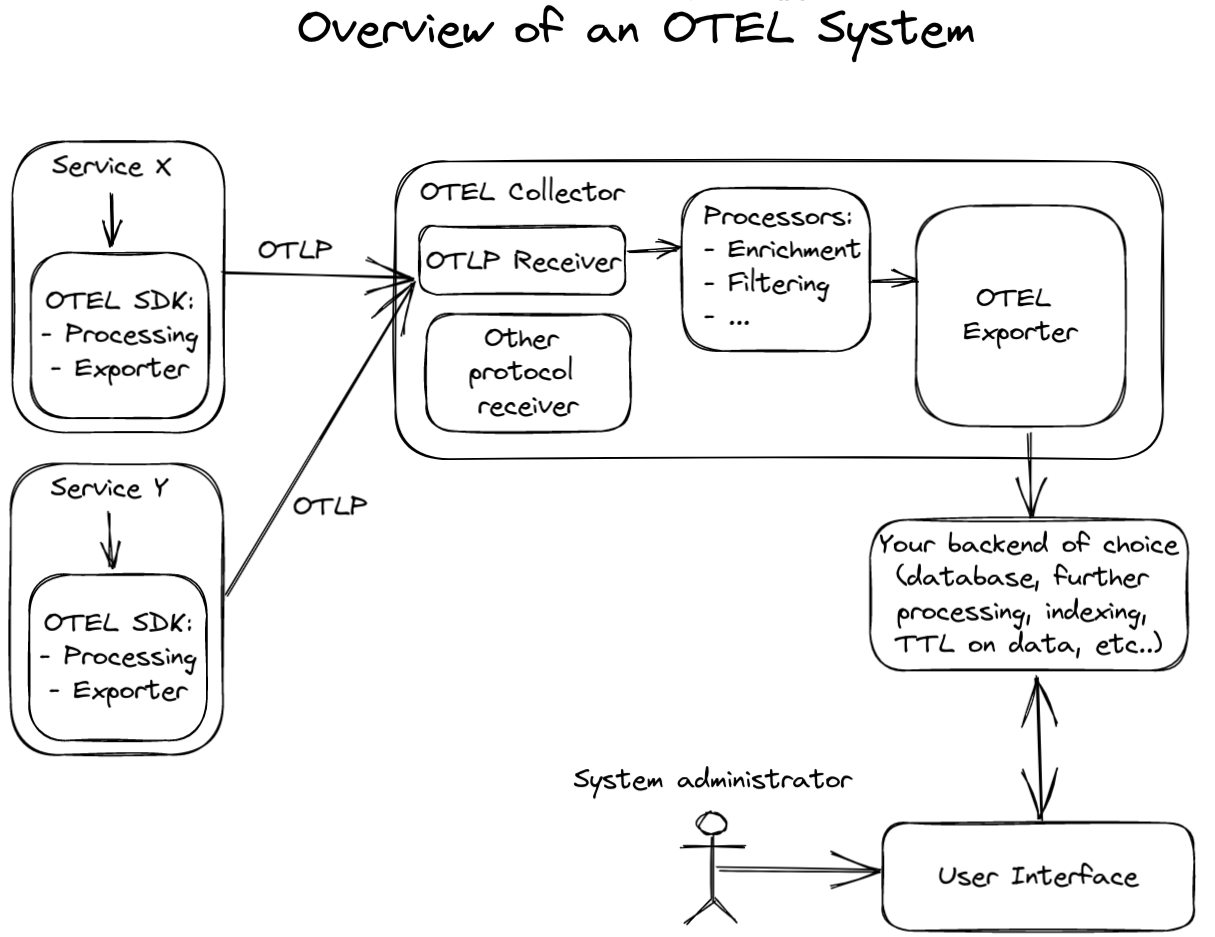 Overview of an OTEL System
Service X
OTEL SDK:
- Processing
- Exporter
OTLP
OTEL Collector
OTLP Receiver
Other
protocol
receiver
Processors:
- Enrichment
- Filtering
- ...
OTEL
Exporter
Service Y
OTEL SDK:
- Processing
- Exporter
OTLP
Your backend of choice
(database, further
processing, indexing,
TTL on data, etc..)
System administrator
User Interface